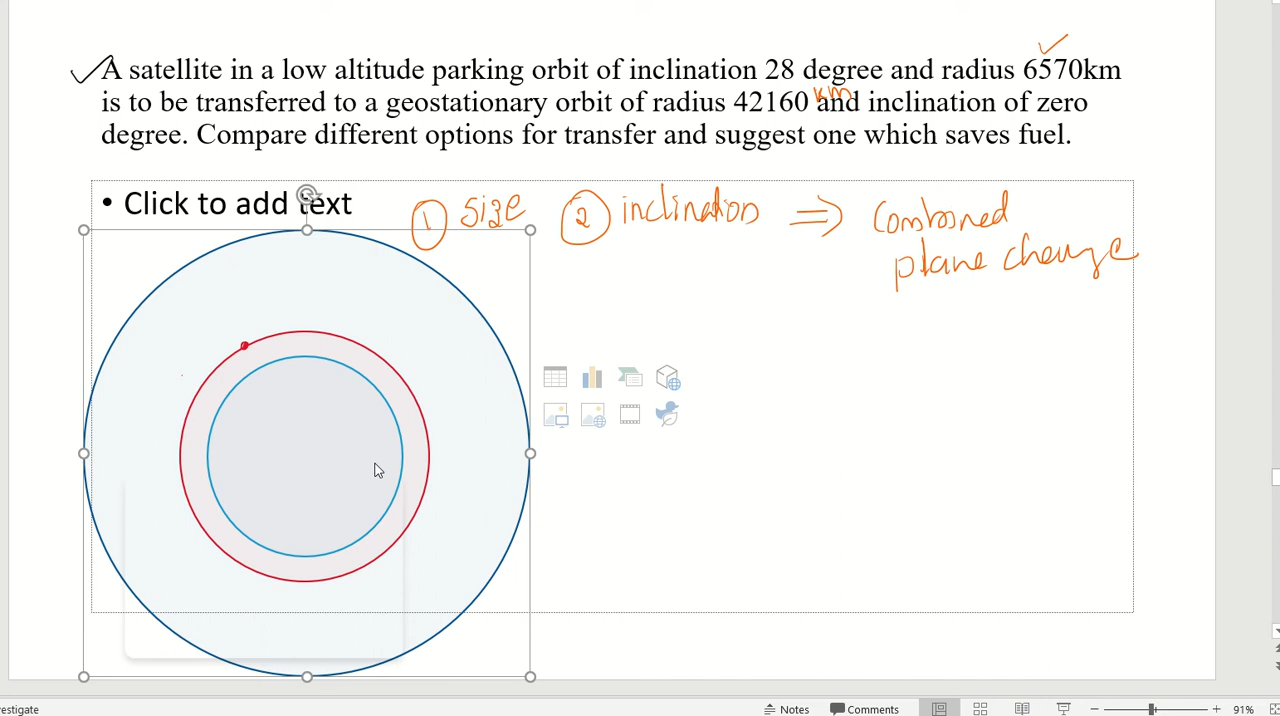 A satellite in a low altitude parking orbit of inclination 28 degree and radius 6570km
is to be transferred to a geostationary orbit of radius 42160 km and inclination of zero
degree. Compare different options for transfer and suggest one which saves fuel.
• Click to add text
① size ② inclination ⇒ Combined
plane change
vestigate
Notes Comments 91%